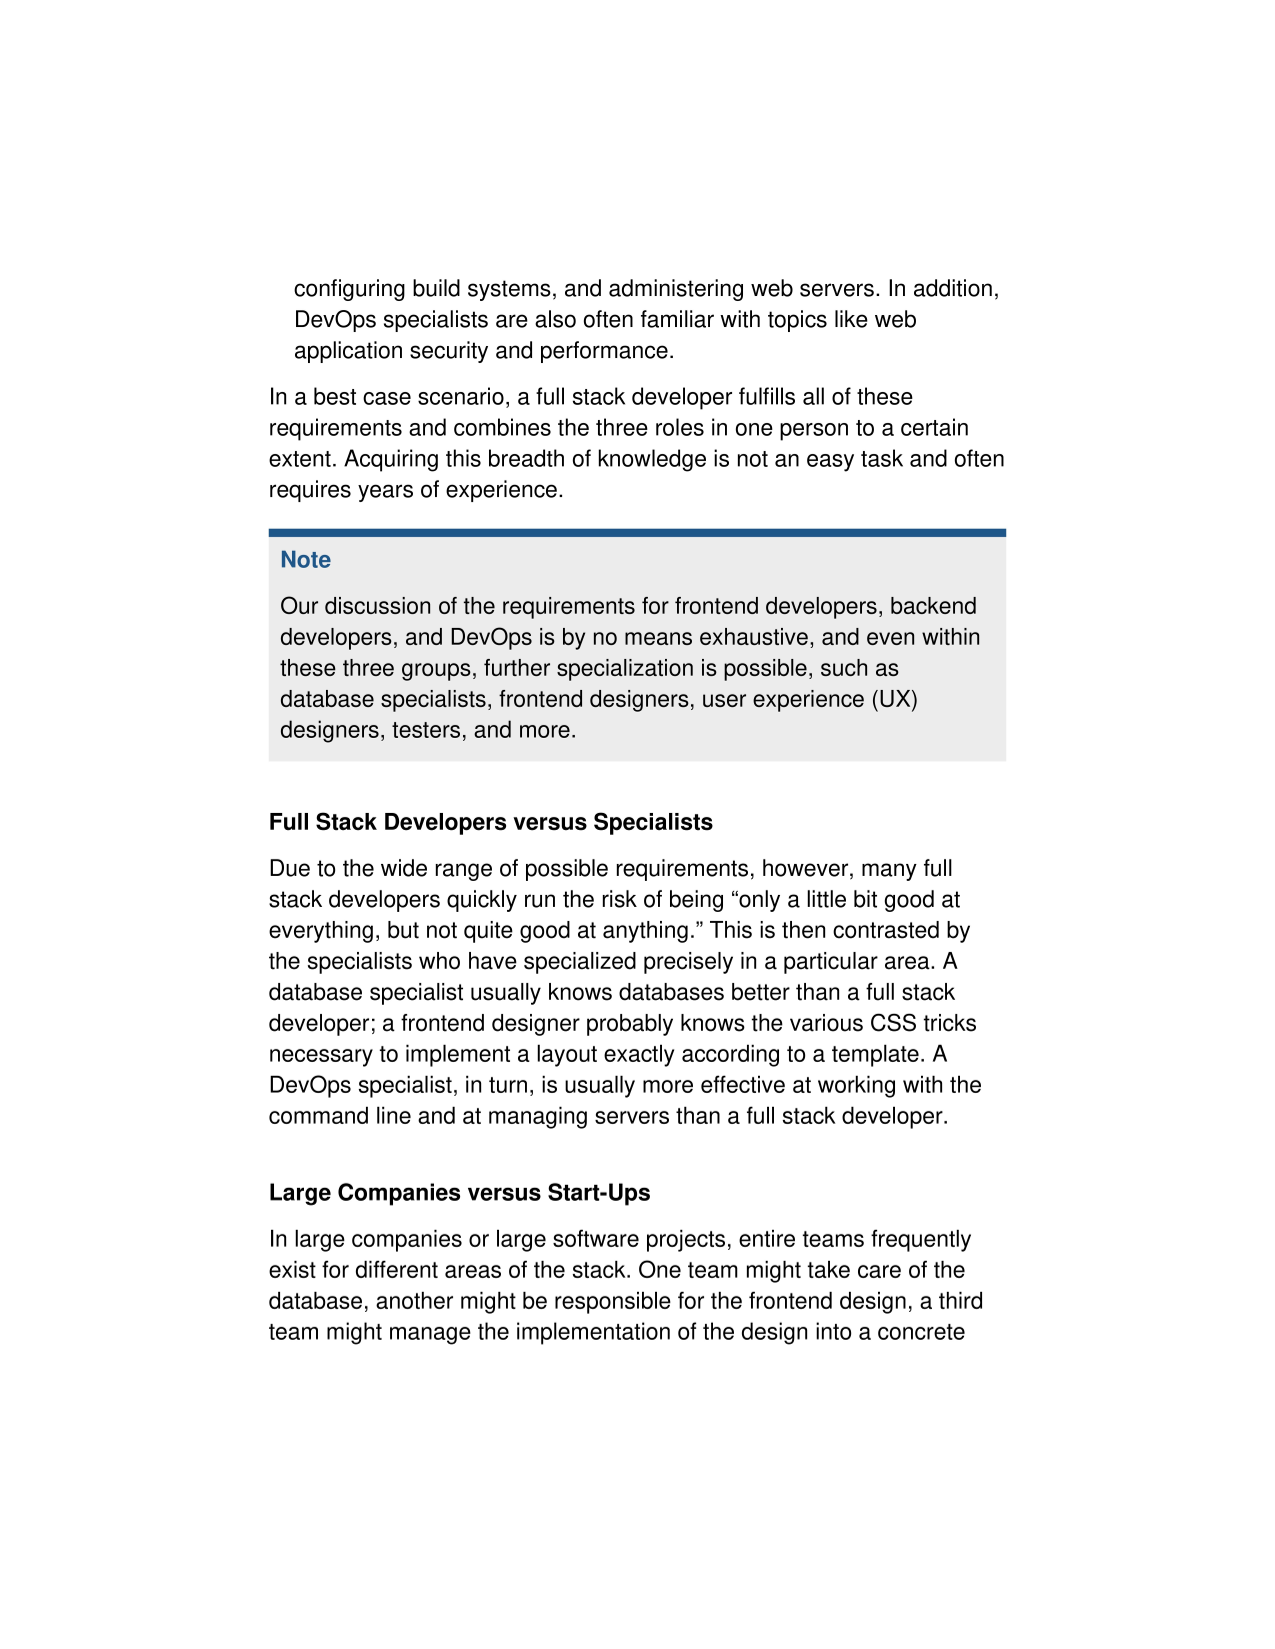 configuring build systems, and administering web servers. In addition,
DevOps specialists are also often familiar with topics like web
application security and performance.
In a best case scenario, a full stack developer fulfills all of these
requirements and combines the three roles in one person to a certain
extent. Acquiring this breadth of knowledge is not an easy task and often
requires years of experience.
Note
Our discussion of the requirements for frontend developers, backend
developers, and DevOps is by no means exhaustive, and even within
these three groups, further specialization is possible, such as
database specialists, frontend designers, user experience (UX)
designers, testers, and more.
Full Stack Developers versus Specialists
Due to the wide range of possible requirements, however, many full
stack developers quickly run the risk of being “only a little bit good at
everything, but not quite good at anything.” This is then contrasted by
the specialists who have specialized precisely in a particular area. A
database specialist usually knows databases better than a full stack
developer; a frontend designer probably knows the various CSS tricks
necessary to implement a layout exactly according to a template. A
DevOps specialist, in turn, is usually more effective at working with the
command line and at managing servers than a full stack developer.
Large Companies versus Start-Ups
In large companies or large software projects, entire teams frequently
exist for different areas of the stack. One team might take care of the
database, another might be responsible for the frontend design, a third
team might manage the implementation of the design into a concrete